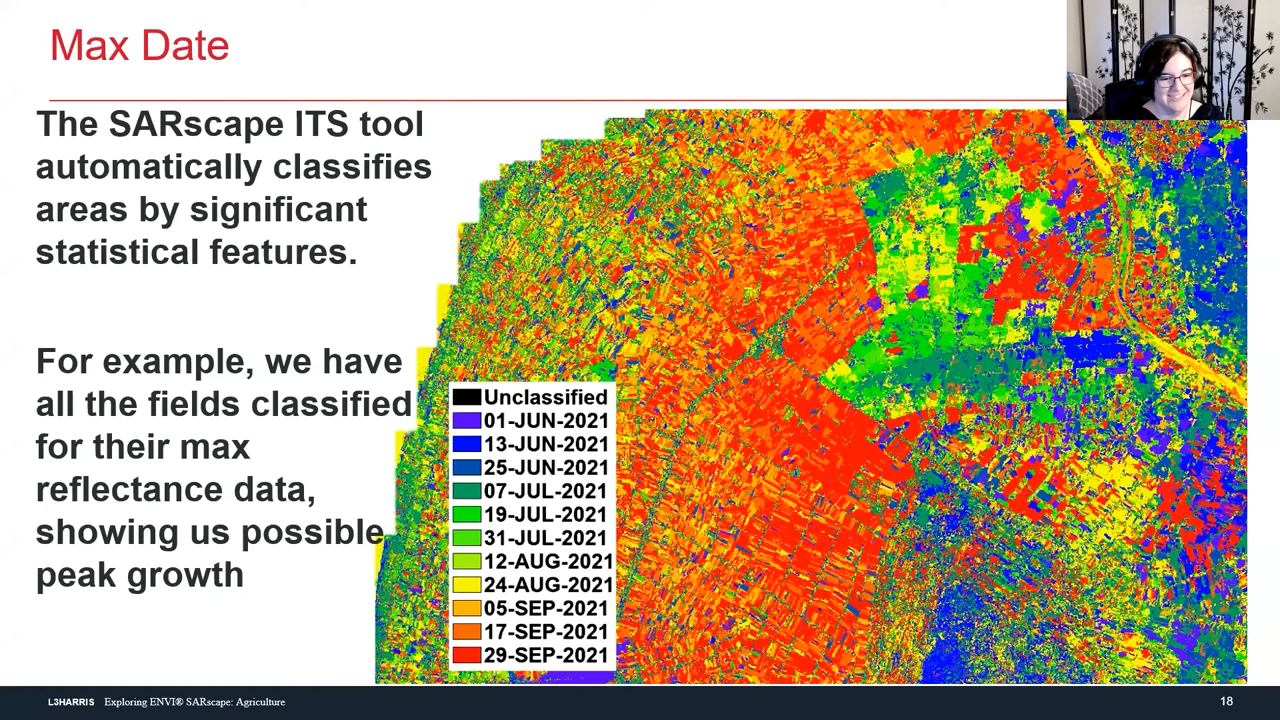 Max Date
The SARscape ITS tool
automatically classifies
areas by significant
statistical features.
For example, we have
all the fields classified
for their max
reflectance data,
showing us possible
peak growth
Unclassified
01-JUN-2021
13-JUN-2021
25-JUN-2021
07-JUL-2021
19-JUL-2021
31-JUL-2021
12-AUG-2021
24-AUG-2021
05-SEP-2021
17-SEP-2021
29-SEP-2021
L3HARRIS Exploring ENVI® SARscape: Agriculture
18